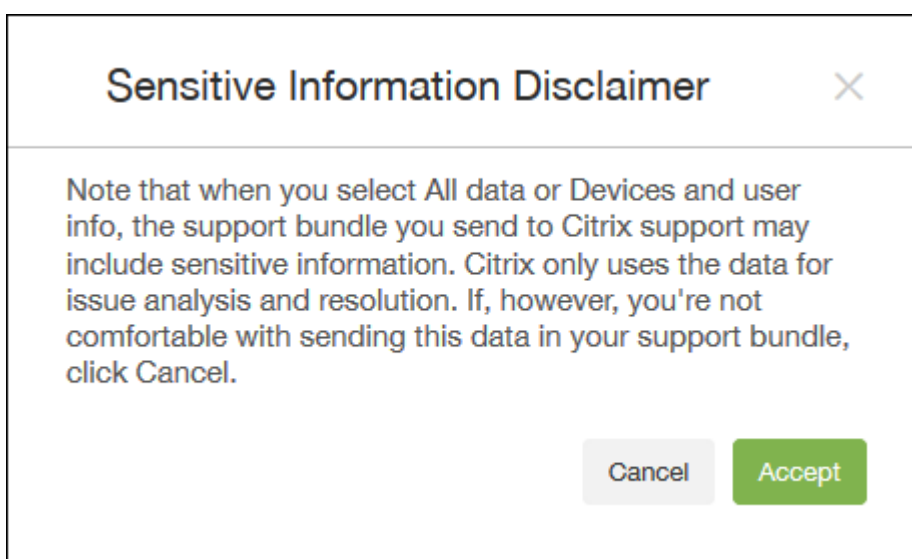 Sensitive Information Disclaimer
Note that when you select All data or Devices and user
info, the support bundle you send to Citrix support may
include sensitive information. Citrix only uses the data for
issue analysis and resolution. If, however, you're not
comfortable with sending this data in your support bundle,
click Cancel.
Cancel
Accept